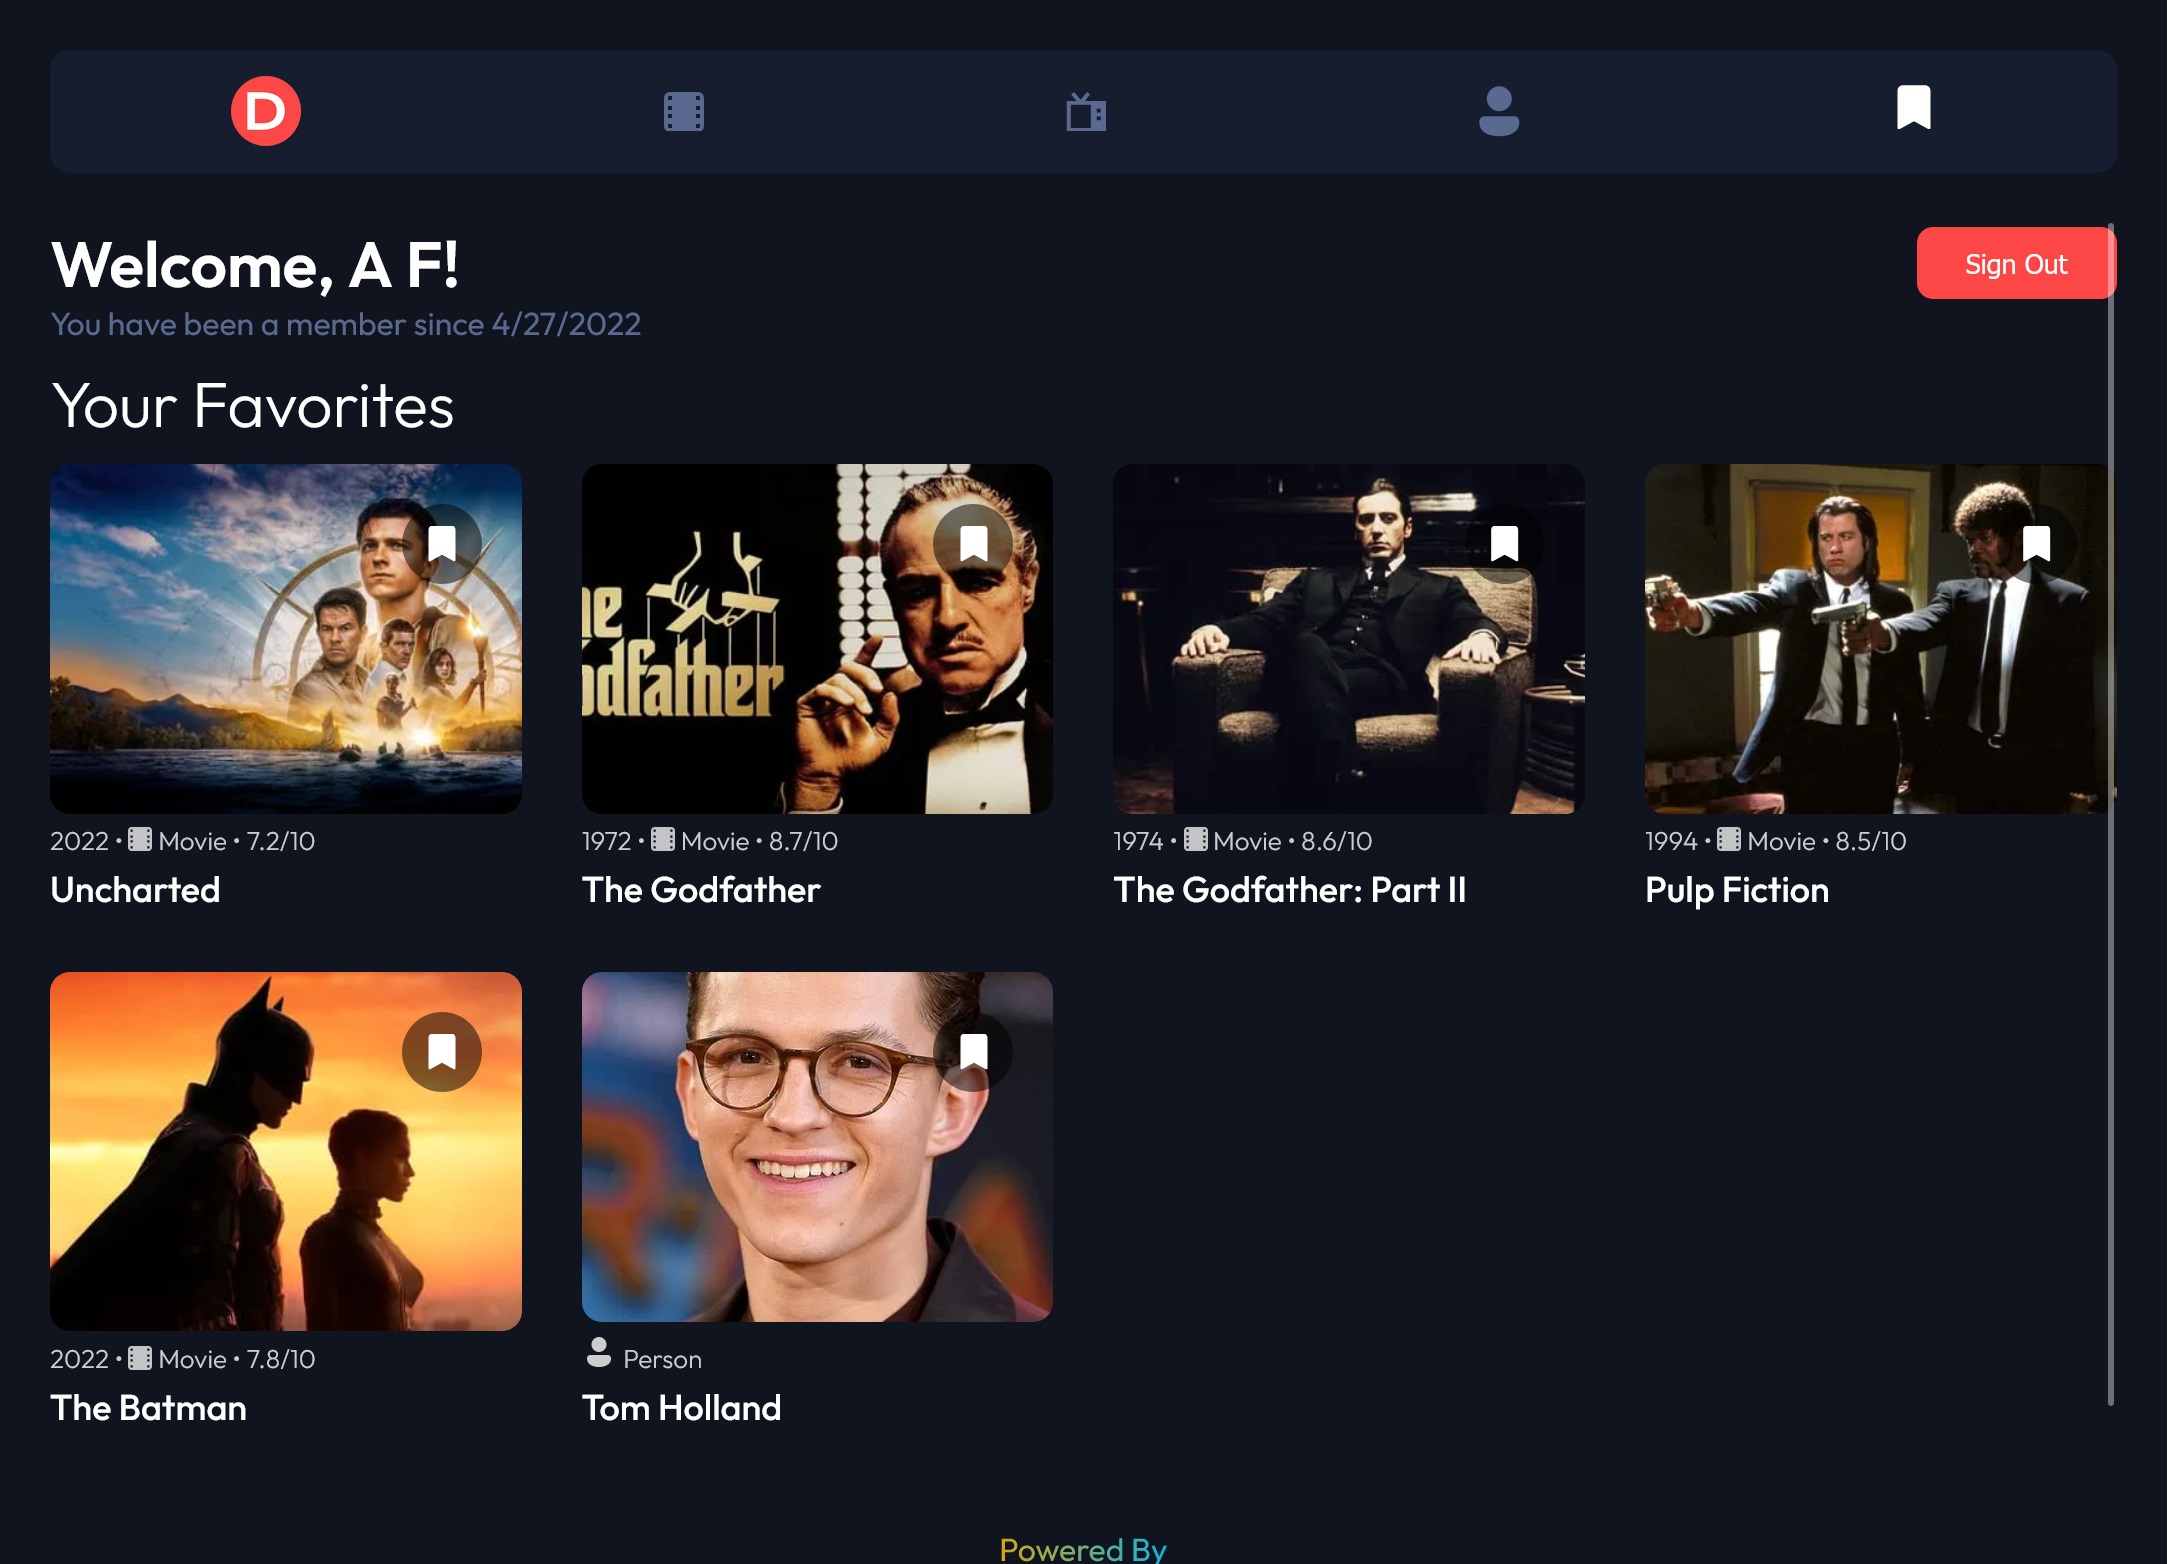 D
Welcome, A F!
Sign Out
You have been a member since 4/27/2022
Your Favorites
he
odfather
2022 • Movie • 7.2/10
Uncharted
1972 • Movie • 8.7/10
The Godfather
1974 • Movie • 8.6/10
The Godfather: Part II
1994 • Movie • 8.5/10
Pulp Fiction
2022 • Movie • 7.8/10
The Batman
Person
Tom Holland
Powered By